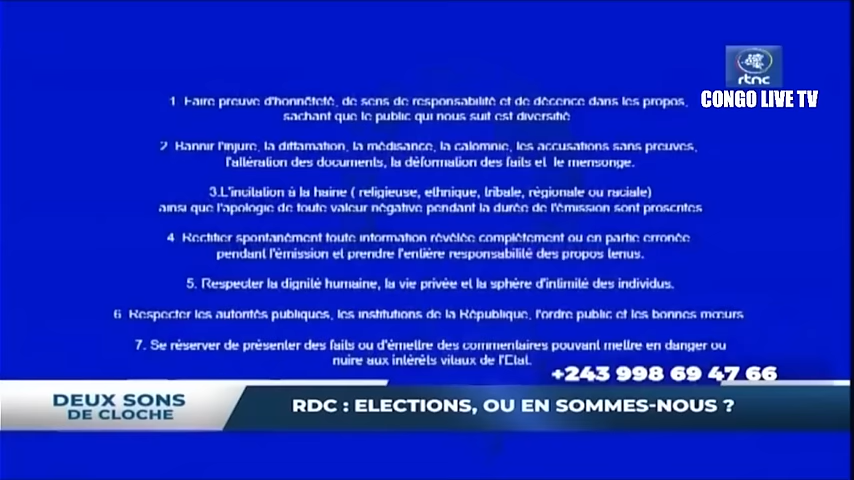 rtnc
CONGO LIVE TV
1 Faire preuve d'honnêteté, de sens de responsabilité et de décence dans les propos,
sachant que le public qui nous suit est diversifié
2 Bannir l'injure, la diffamation, la médisance, la calomnie, les accusations sans preuves,
l'altération des documents, la déformation des faits et le mensonge.
3.L'incitation à la haine ( religieuse, ethnique, tribale, régionale ou raciale)
ainsi que l'apologie de toute valeur négative pendant la durée de l'émission sont proscrites
4 Rectifier spontanément toute information révélée complètement ou en partie erronée
pendant l'émission et prendre l'entière responsabilité des propos tenus.
5. Respecter la dignité humaine, la vie privée et la sphère d'intimité des individus.
6 Respecter les autorités publiques, les institutions de la République, l'ordre public et les bonnes mœurs
7. Se réserver de présenter des faits ou d'émettre des commentaires pouvant mettre en danger ou
nuire aux intérêts vitaux de l'Etat.
+243 998 69 47 66
DEUX SONS
DE CLOCHE
RDC : ELECTIONS, OU EN SOMMES-NOUS ?